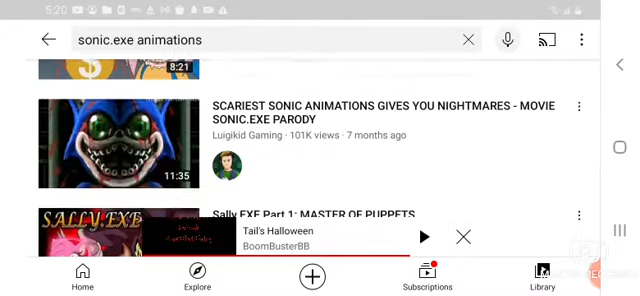 5:20
sonic.exe animations
8:21
SCARIEST SONIC ANIMATIONS GIVES YOU NIGHTMARES - MOVIE
SONIC.EXE PARODY
Luigikid Gaming · 101K views · 7 months ago
11:35
SALLY.EXE
Sally EXE Part 1: MASTER OF PUPPETS
Tail's Halloween
BoomBusterBB
Home
Explore
Subscriptions
Library